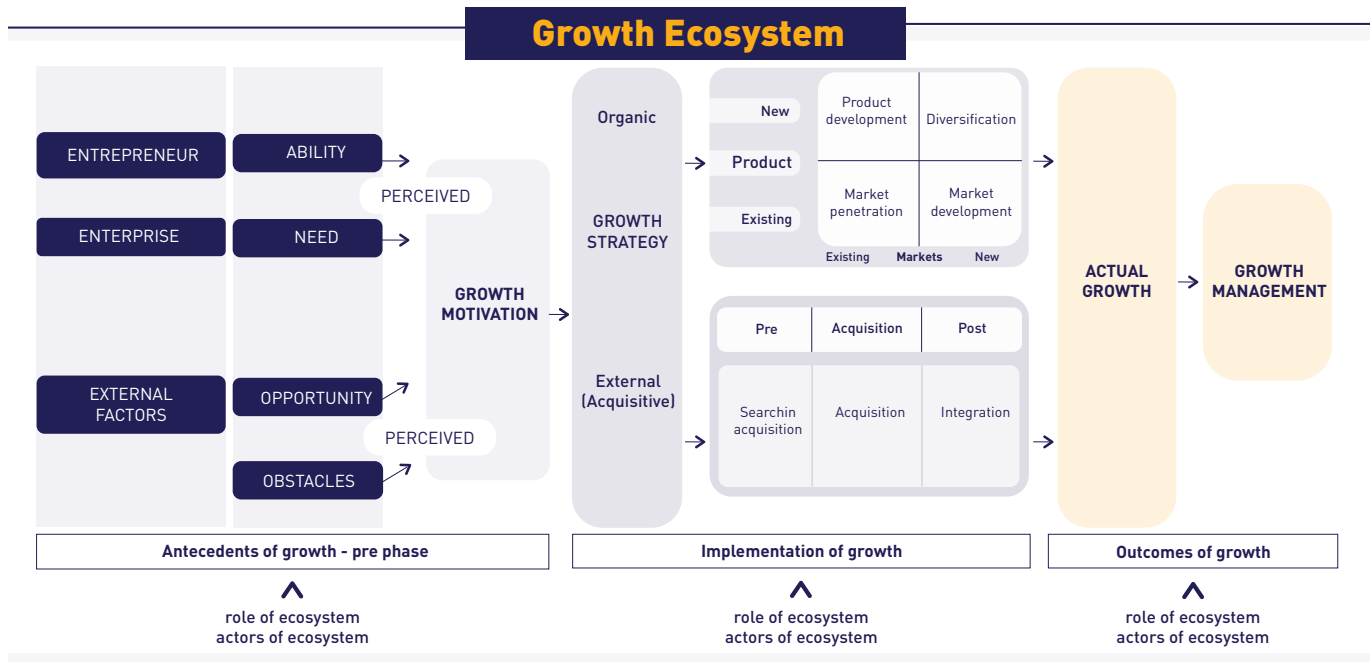 Growth Ecosystem
ENTREPRENEUR
ABILITY
PERCEIVED
ENTERPRISE
NEED
EXTERNAL
FACTORS
OPPORTUNITY
PERCEIVED
OBSTACLES
GROWTH
MOTIVATION
Organic
GROWTH
STRATEGY
External
(Acquisitive)
New
Product
Existing
Product
development
Diversification
Market
penetration
Market
development
Existing
Markets
New
Pre
Acquisition
Post
Searchin
acquisition
Acquisition
Integration
ACTUAL
GROWTH
GROWTH
MANAGEMENT
Antecedents of growth - pre phase
Implementation of growth
Outcomes of growth
role of ecosystem
actors of ecosystem
role of ecosystem
actors of ecosystem
role of ecosystem
actors of ecosystem